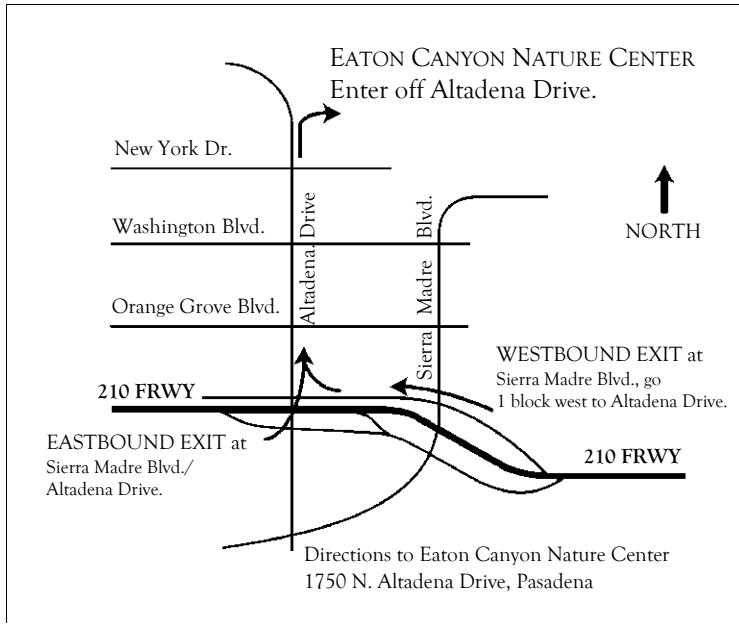 EATON CANYON NATURE CENTER
Enter off Altadena Drive.
New York Dr.
Washington Blvd.
Altadena. Drive
Sierra Madre Blvd.
NORTH
Orange Grove Blvd.
WESTBOUND EXIT at
Sierra Madre Blvd., go
1 block west to Altadena Drive.
210 FRWY
EASTBOUND EXIT at
Sierra Madre Blvd./
Altadena Drive.
210 FRWY
Directions to Eaton Canyon Nature Center
1750 N. Altadena Drive, Pasadena